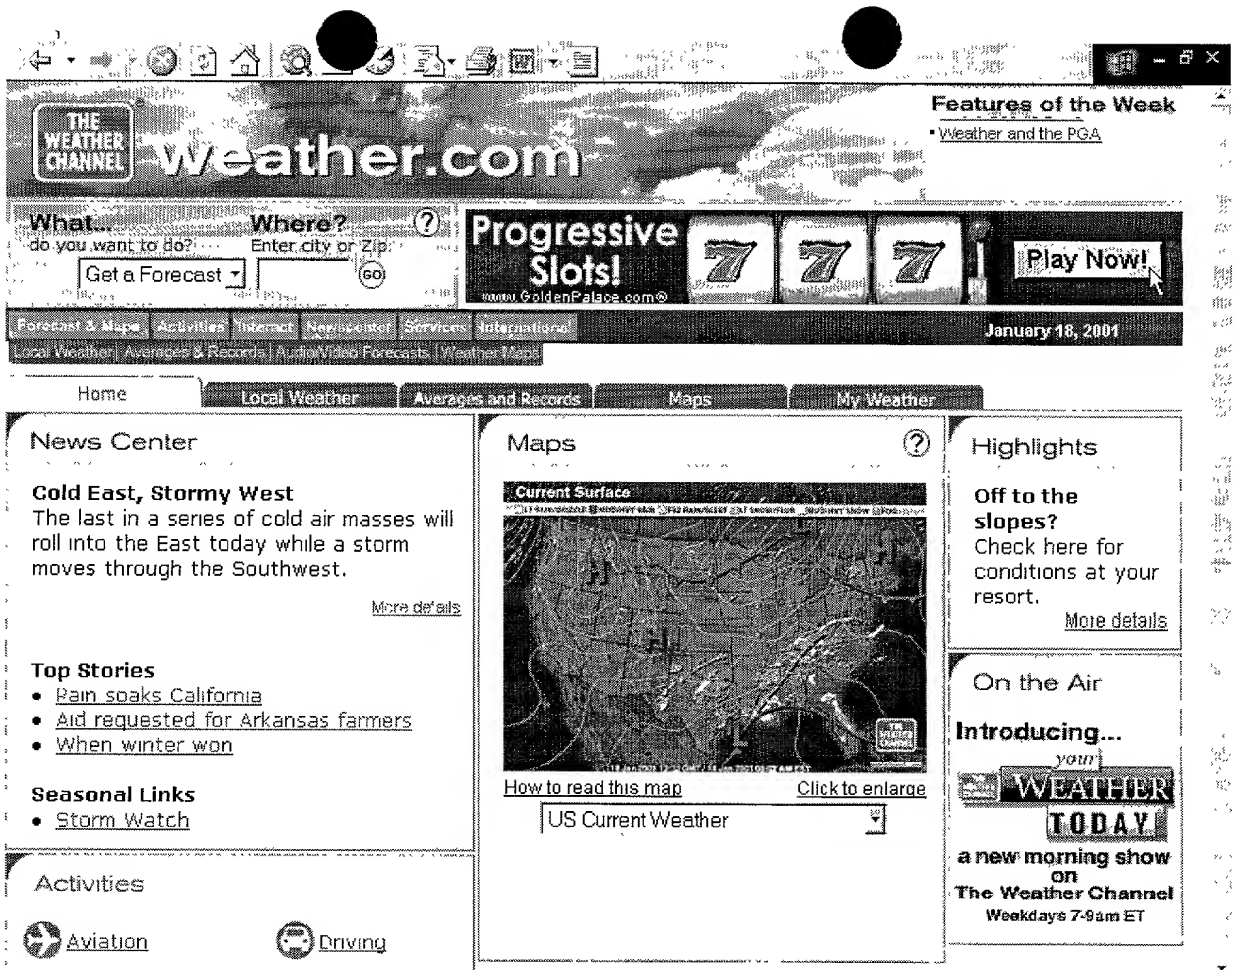 THE
WEATHER
CHANNEL
weather.com
Features of the Week
Weather and the PGA
What...
do you want to do?
Where?
Enter city or Zip
?
Get a Forecast
GO!
Progressive
Slots!
www.GoldenPalace.com®
777
Play Now!
Forecast & Maps Activities Interact Newscenter Services International
January 18, 2001
Local Weather | Averages & Records | Audio/Video Forecasts | Weather Maps
Home
Local Weather
Averages and Records
Maps
My Weather
News Center
Cold East, Stormy West
The last in a series of cold air masses will
roll into the East today while a storm
moves through the Southwest.
More details
Top Stories
• Rain soaks California
• Aid requested for Arkansas farmers
• When winter won
Seasonal Links
• Storm Watch
Activities
Aviation
Driving
Maps
?
Current Surface
H
H
H
L
How to read this map
Click to enlarge
US Current Weather
Highlights
Off to the
slopes?
Check here for
conditions at your
resort.
More details
On the Air
Introducing...
your
WEATHER
TODAY
a new morning show
on
The Weather Channel
Weekdays 7-9am ET